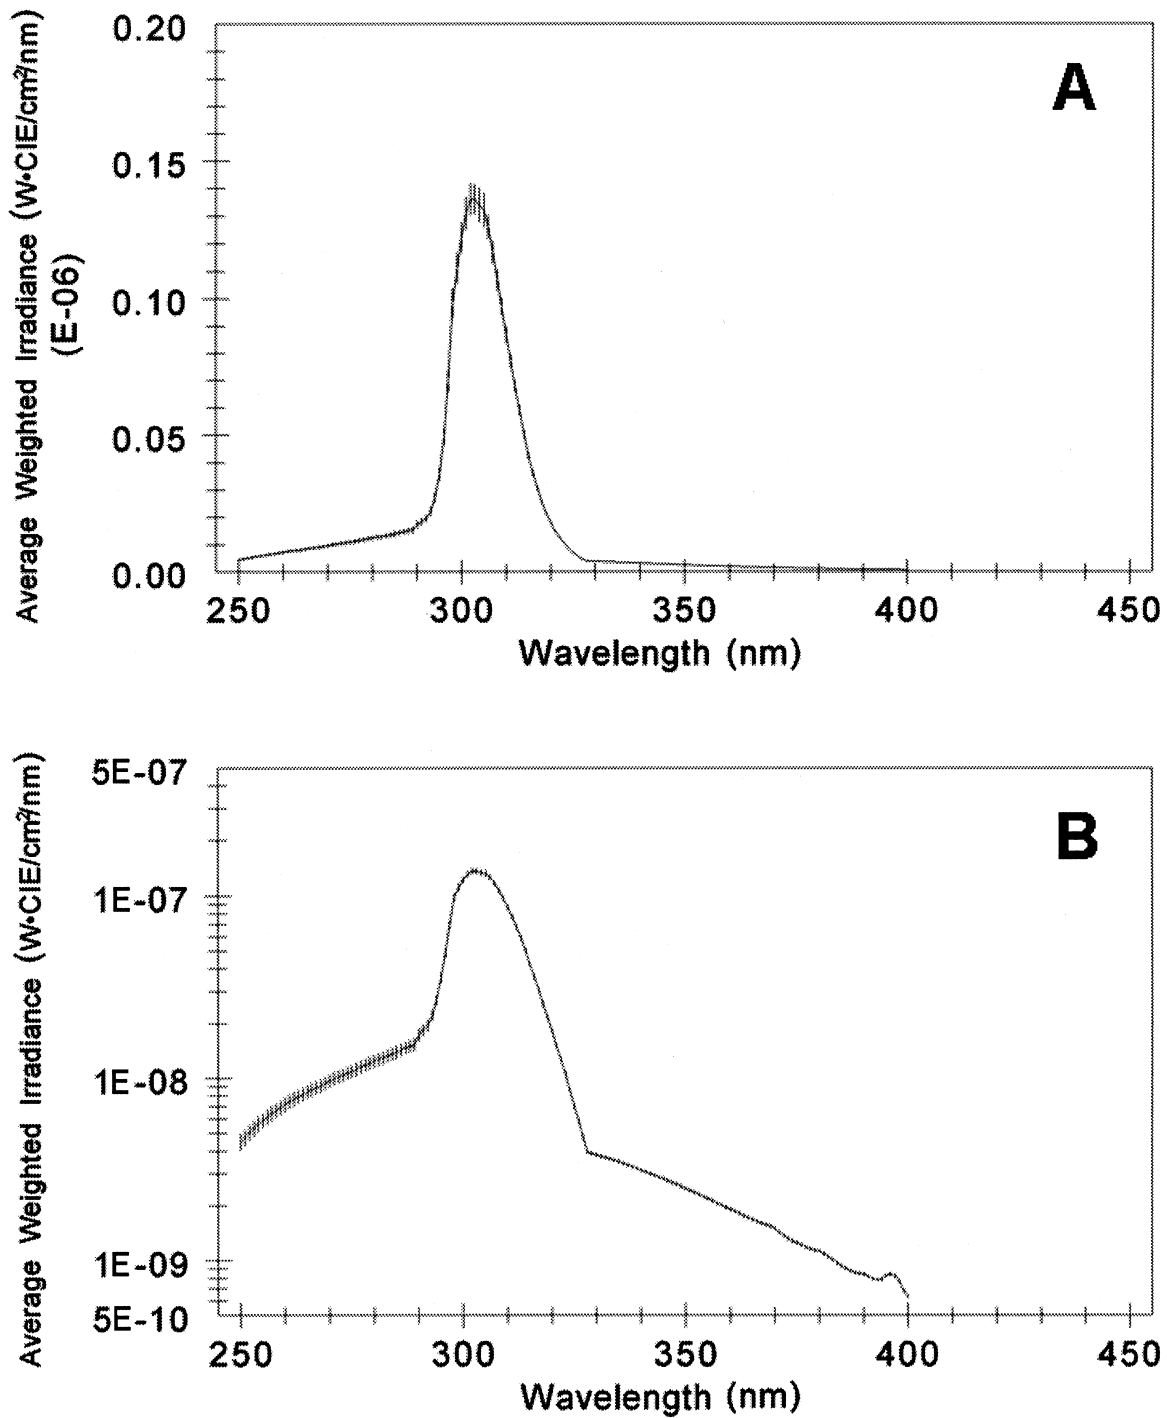 Average Weighted Irradiance (W•CIE/cm²/nm)
(E-06)
0.20
0.15
0.10
0.05
0.00
A
250 300 350 400 450
Wavelength (nm)
Average Weighted Irradiance (W•CIE/cm²/nm)
5E-07
1E-07
1E-08
1E-09
5E-10
B
250 300 350 400 450
Wavelength (nm)